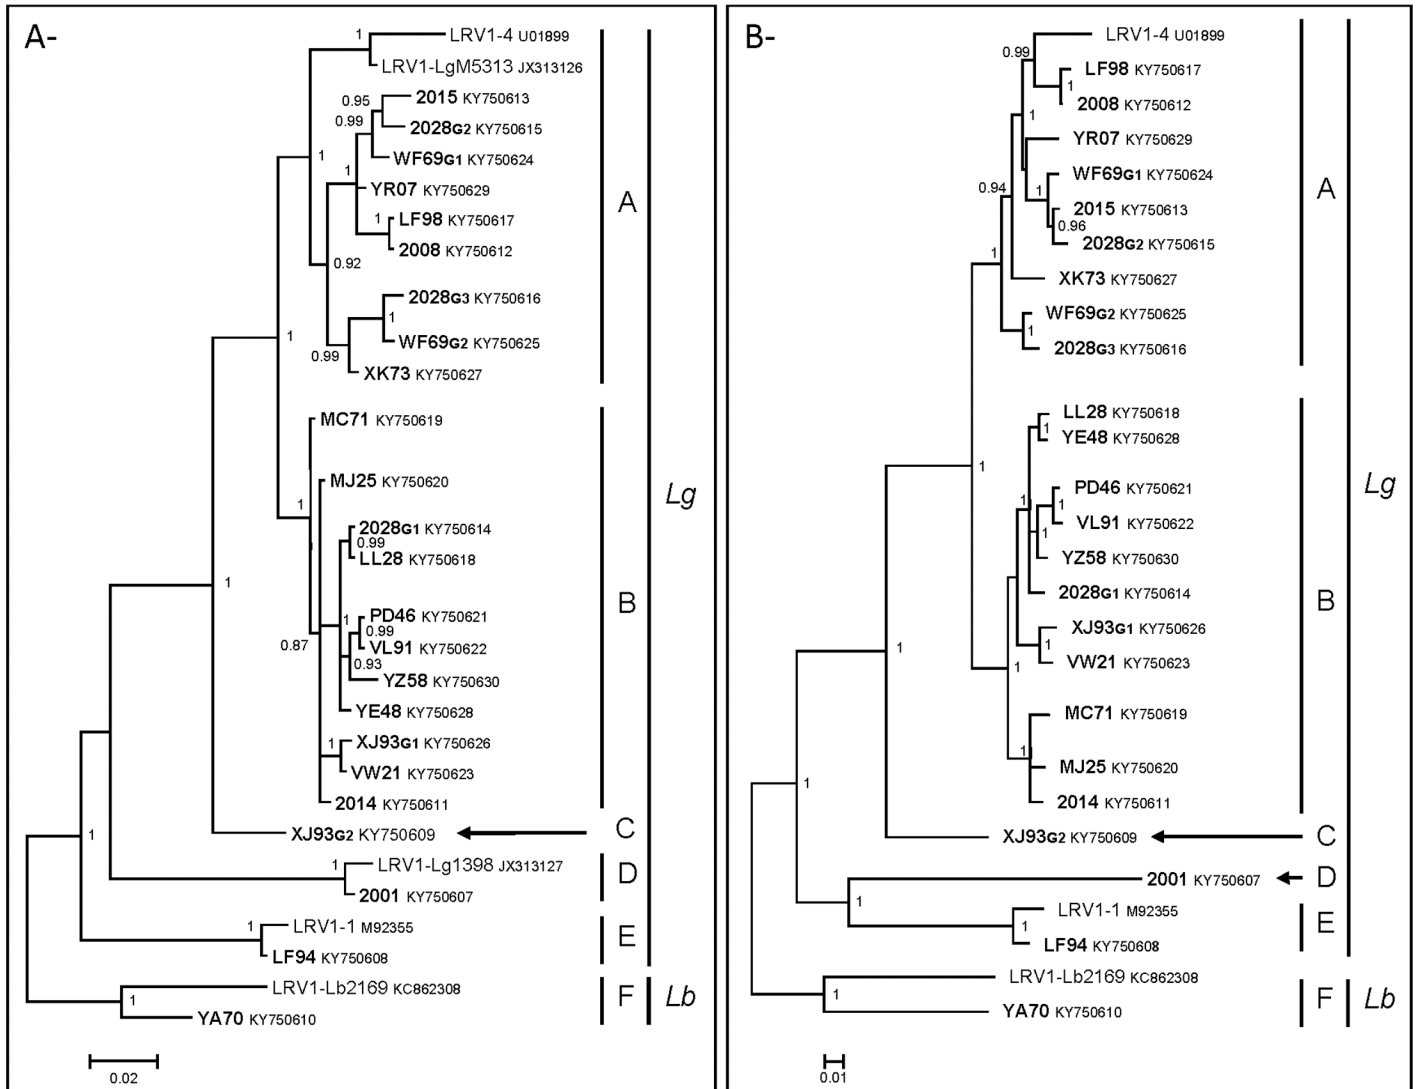 A-
1
LRV1-4 U01899
LRV1-LgM5313 JX313126
0.95
2015 KY750613
0.99
2028G2 KY750615
1
WF69G1 KY750624
1
YR07 KY750629
1
LF98 KY750617
A
2008 KY750612
0.92
2028G3 KY750616
1
1
WF69G2 KY750625
0.99
XK73 KY750627
MC71 KY750619
MJ25 KY750620
Lg
1
2028G1 KY750614
0.99
LL28 KY750618
1
B
PD46 KY750621
1
0.99
0.87
VL91 KY750622
0.93
YZ58 KY750630
YE48 KY750628
1
XJ93G1 KY750626
VW21 KY750623
2014 KY750611
XJ93G2 KY750609
C
1
1
LRV1-Lg1398 JX313127
D
2001 KY750607
1
LRV1-1 M92355
E
LF94 KY750608
LRV1-Lb2169 KC862308
1
F
Lb
YA70 KY750610
0.02
B-
LRV1-4 U01899
0.99
LF98 KY750617
1
2008 KY750612
1
YR07 KY750629
WF69G1 KY750624
0.94
1
A
2015 KY750613
0.96
2028G2 KY750615
1
XK73 KY750627
WF69G2 KY750625
1
2028G3 KY750616
LL28 KY750618
1
YE48 KY750628
1
Lg
PD46 KY750621
1
1
VL91 KY750622
1
YZ58 KY750630
2028G1 KY750614
B
XJ93G1 KY750626
1
1
VW21 KY750623
1
MC71 KY750619
1
MJ25 KY750620
1
2014 KY750611
XJ93G2 KY750609
C
2001 KY750607
D
1
LRV1-1 M92355
1
E
LF94 KY750608
LRV1-Lb2169 KC862308
1
F
Lb
YA70 KY750610
0.01